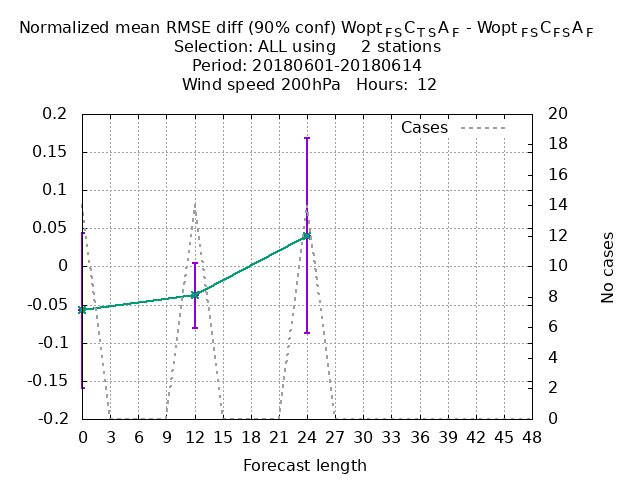 Normalized mean RMSE diff (90% conf) Wopt FS C TS A F - Wopt FS C FS A F
Selection: ALL using 2 stations
Period: 20180601-20180614
Wind speed 200hPa Hours: 12
Cases
0.2
0.15
0.1
0.05
0
-0.05
-0.1
-0.15
-0.2
20
18
16
14
12
10
8
6
4
2
0
No cases
0 3 6 9 12 15 18 21 24 27 30 33 36 39 42 45 48
Forecast length